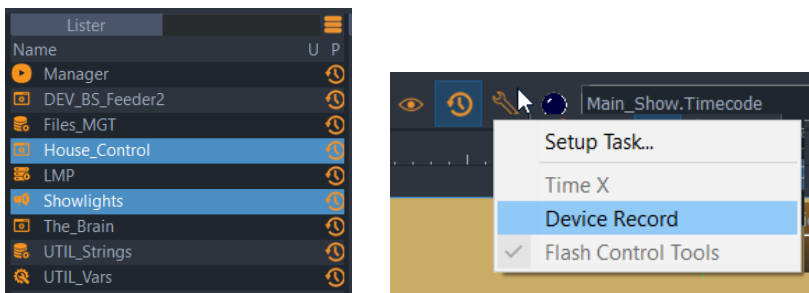 Lister
Name U P
Manager
DEV_BS_Feeder2
Files_MGT
House_Control
LMP
Showlights
The_Brain
UTIL_Strings
UTIL_Vars
Main_Show.Timecode
Setup Task...
Time X
Device Record
Flash Control Tools